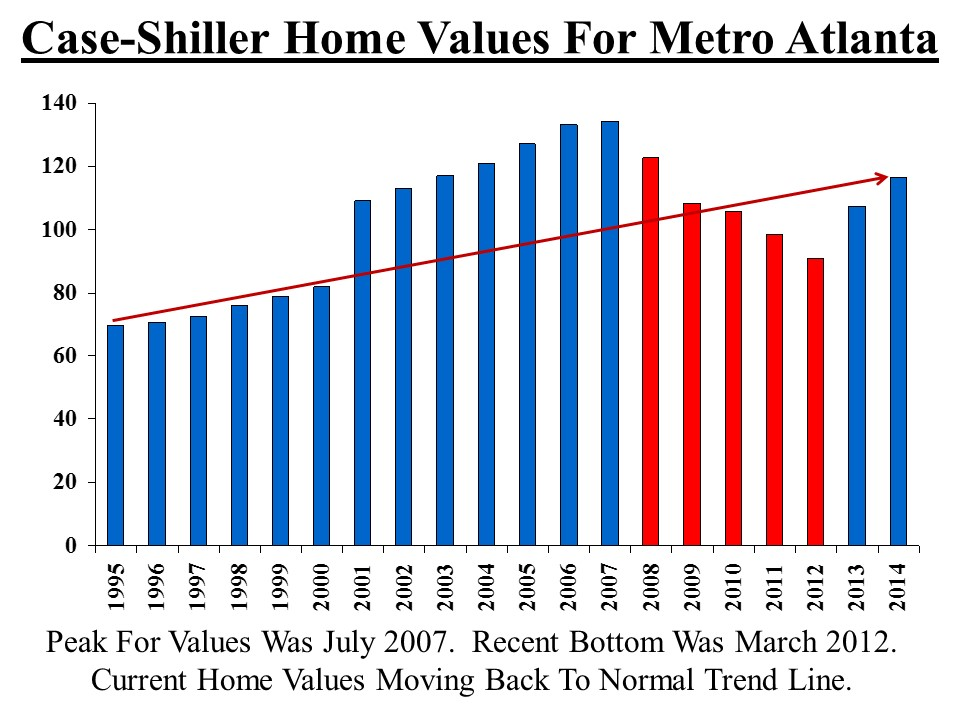 Case-Shiller Home Values For Metro Atlanta
140
120
100
80
60
40
20
0
1995 1996 1997 1998 1999 2000 2001 2002 2003 2004 2005 2006 2007 2008 2009 2010 2011 2012 2013 2014
Peak For Values Was July 2007.  Recent Bottom Was March 2012.
Current Home Values Moving Back To Normal Trend Line.